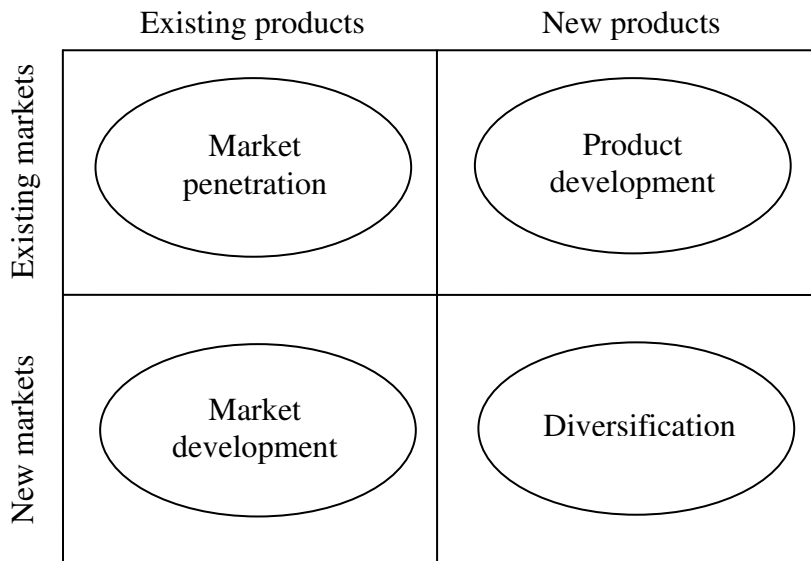 Existing products
New products
Existing markets
Market
penetration
Product
development
New markets
Market
development
Diversification